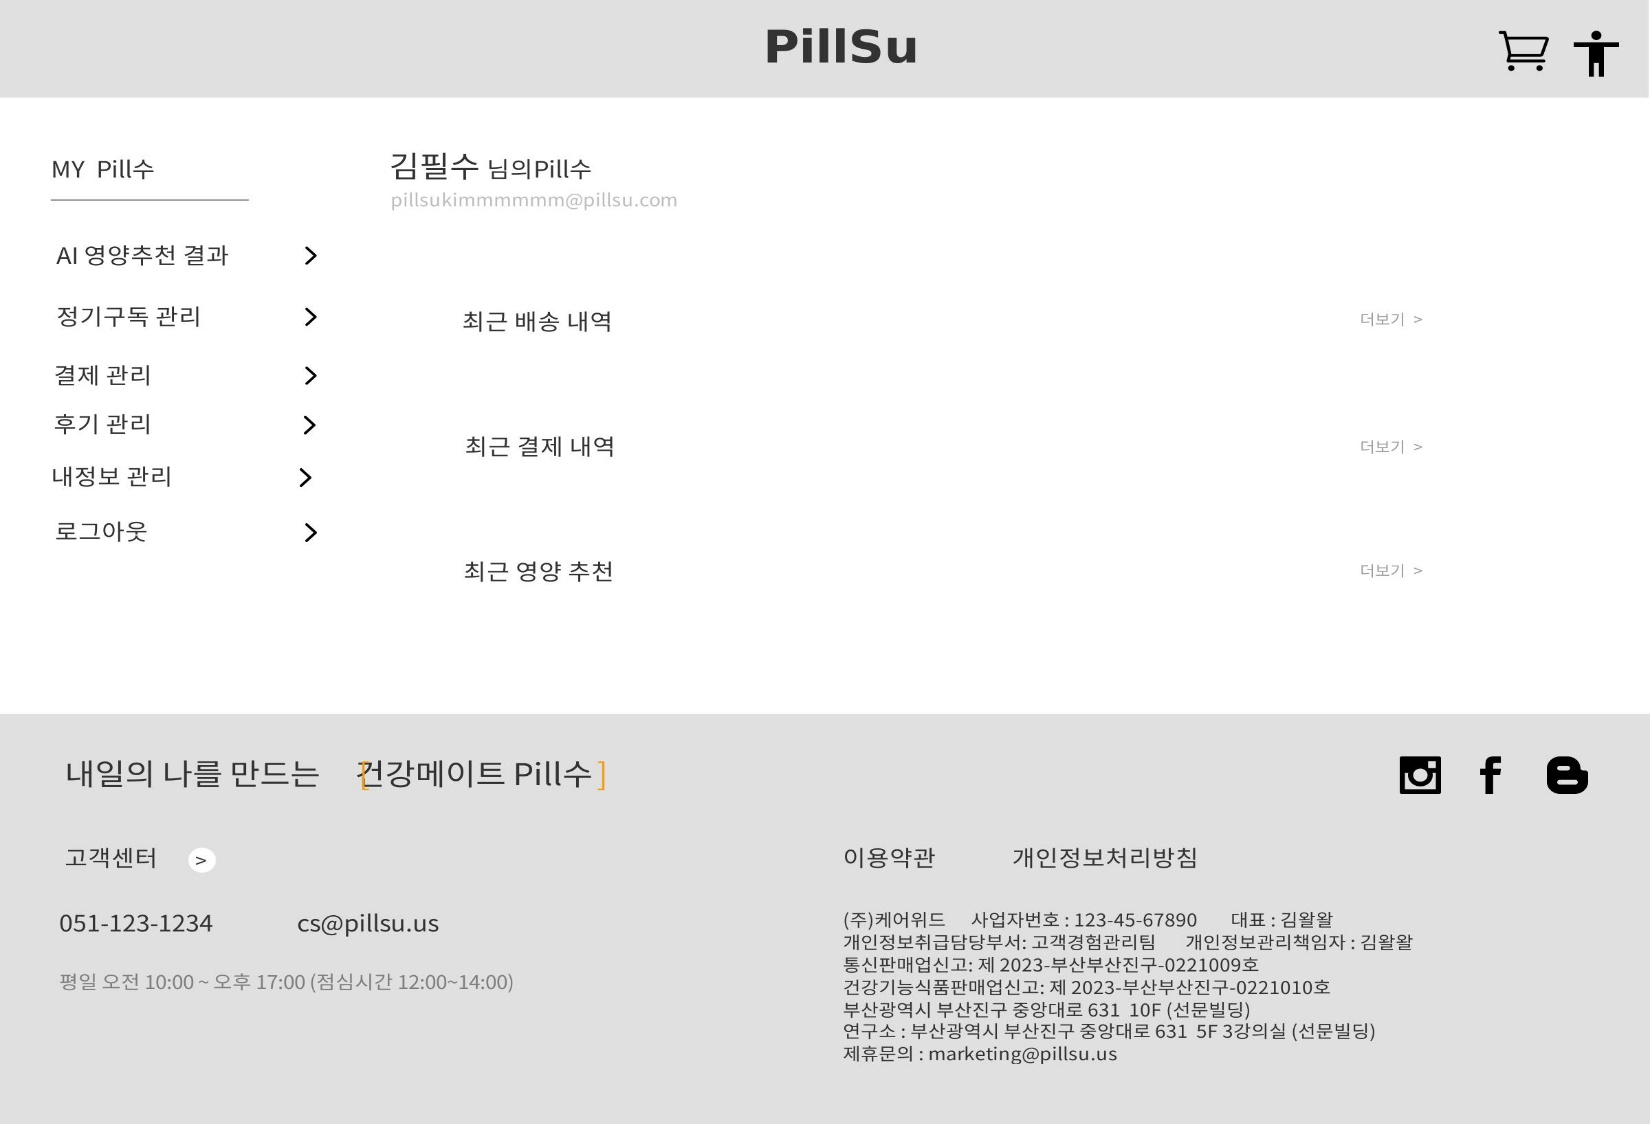 PillSu
MY Pill수
AI 영양추천 결과
정기구독 관리
결제 관리
후기 관리
내정보 관리
로그아웃
김필수 님의Pill수
pillsukimmmmmm@pillsu.com
최근 배송 내역 더보기 >
최근 결제 내역 더보기 >
최근 영양 추천 더보기 >
내일의 나를 만드는 [건강메이트 Pill수 ]
고객센터 >
051-123-1234 cs@pillsu.us
평일 오전 10:00 ~ 오후 17:00 (점심시간 12:00~14:00)
이용약관 개인정보처리방침
(주)케어위드 사업자번호 : 123-45-67890 대표 : 김왈왈
개인정보취급담당부서: 고객경험관리팀 개인정보관리책임자 : 김왈왈
통신판매업신고: 제 2023-부산부산진구-0221009호
건강기능식품판매업신고: 제 2023-부산부산진구-0221010호
부산광역시 부산진구 중앙대로 631 10F (선문빌딩)
연구소 : 부산광역시 부산진구 중앙대로 631 5F 3강의실 (선문빌딩)
제휴문의 : marketing@pillsu.us